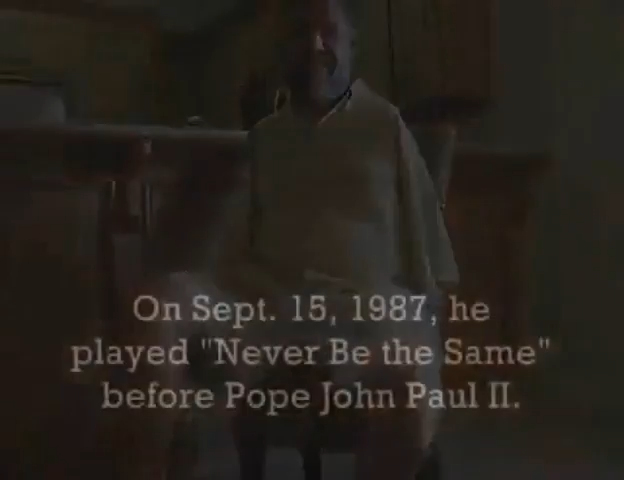 On Sept. 15, 1987, he
played "Never Be the Same"
before Pope John Paul II.